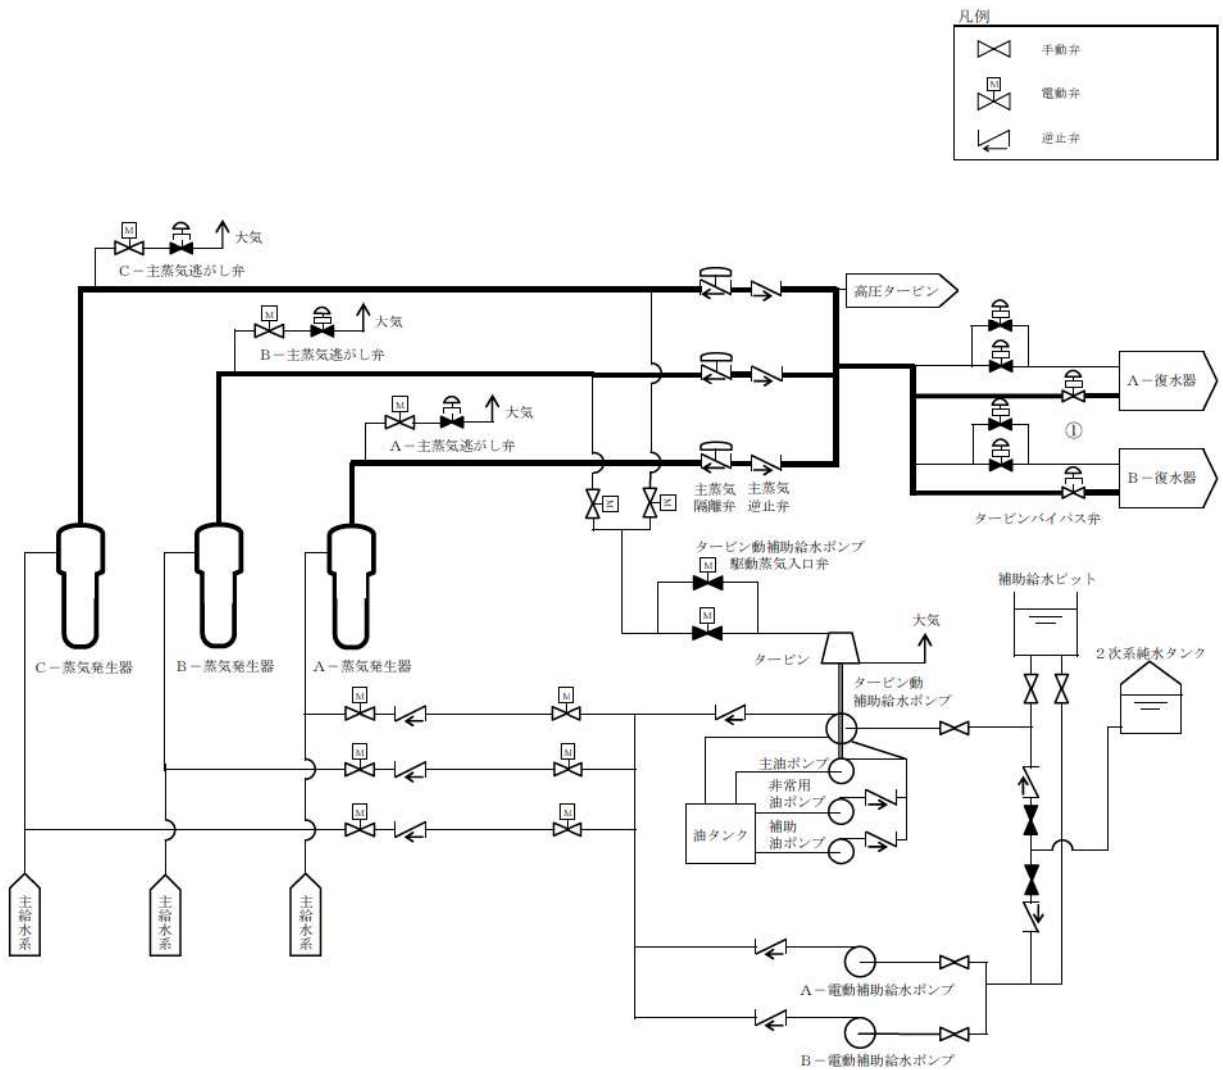 凡例
手動弁
M
電動弁
逆止弁
M
大気
C－主蒸気逃がし弁
高圧タービン
M
大気
B－主蒸気逃がし弁
A－復水器
M
大気
A－主蒸気逃がし弁
①
B－復水器
主蒸気
隔離弁
主蒸気
逆止弁
M
M
タービンバイパス弁
タービン動補助給水ポンプ
駆動蒸気入口弁
M
M
補助給水ピット
大気
2次系純水タンク
C－蒸気発生器
B－蒸気発生器
A－蒸気発生器
タービン
タービン動
補助給水ポンプ
M
M
M
M
M
M
主油ポンプ
非常用
油ポンプ
補助
油ポンプ
油タンク
主給水系
主給水系
主給水系
A－電動補助給水ポンプ
B－電動補助給水ポンプ